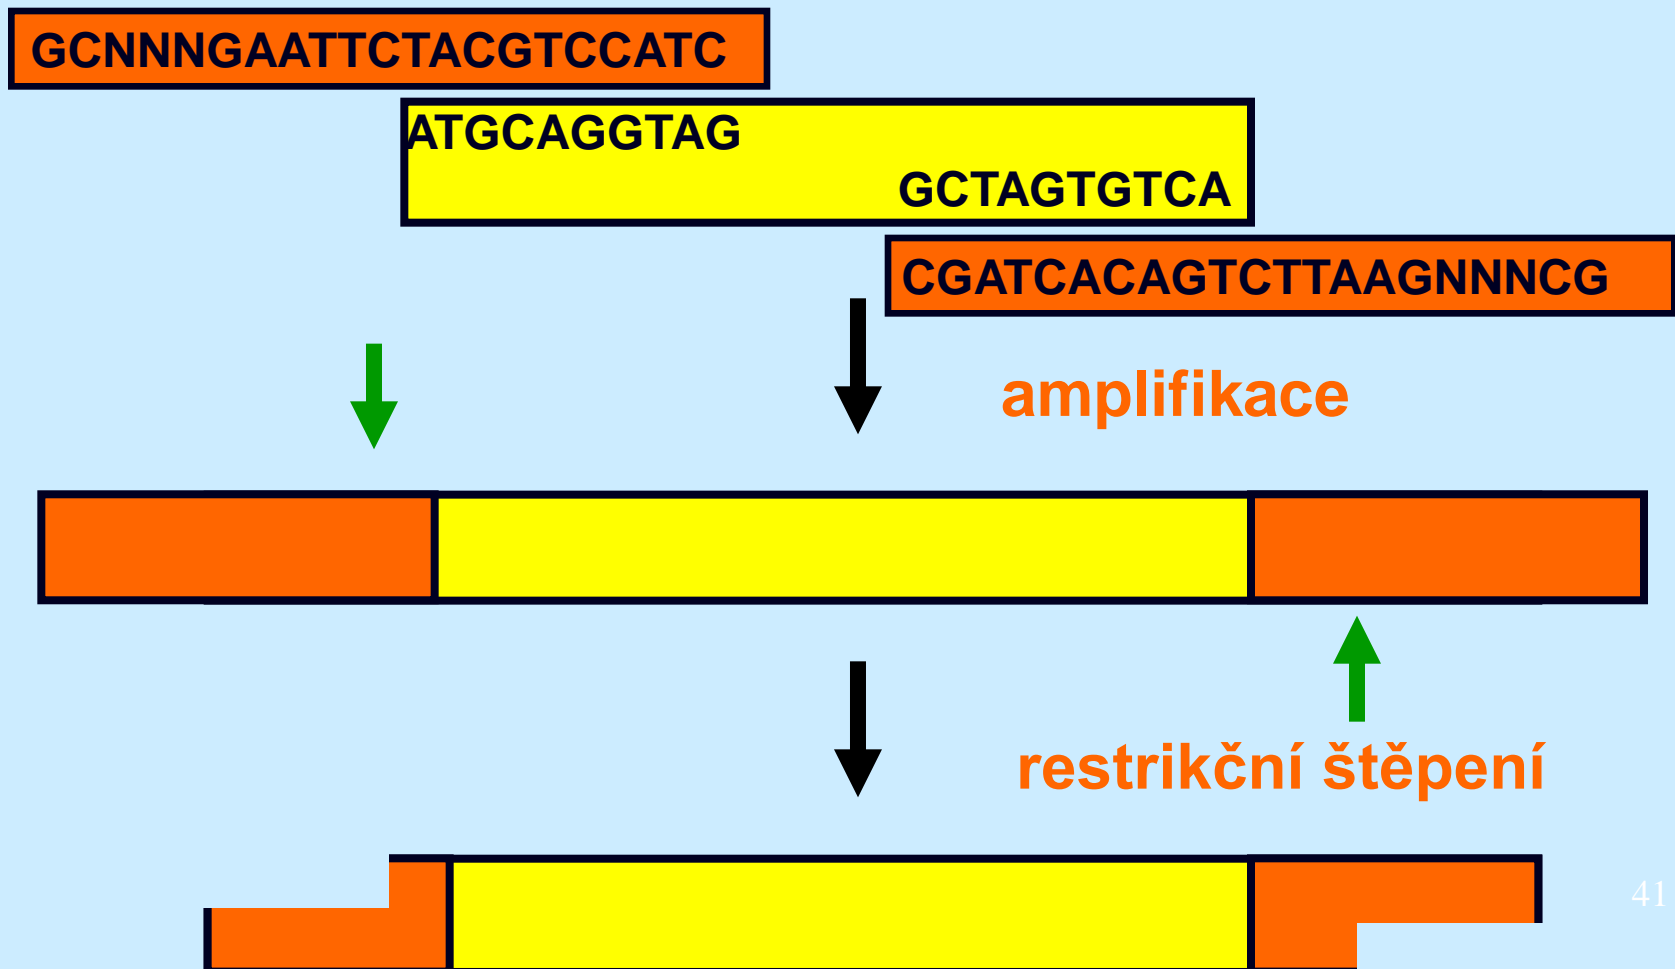 GCNNNGAATTCTACGTCCATC
ATGCAGGTAG
GCTAGTGTCA
CGATCACAGTCTTAAGNNNCG
amplifikace
restrikční štěpení
41